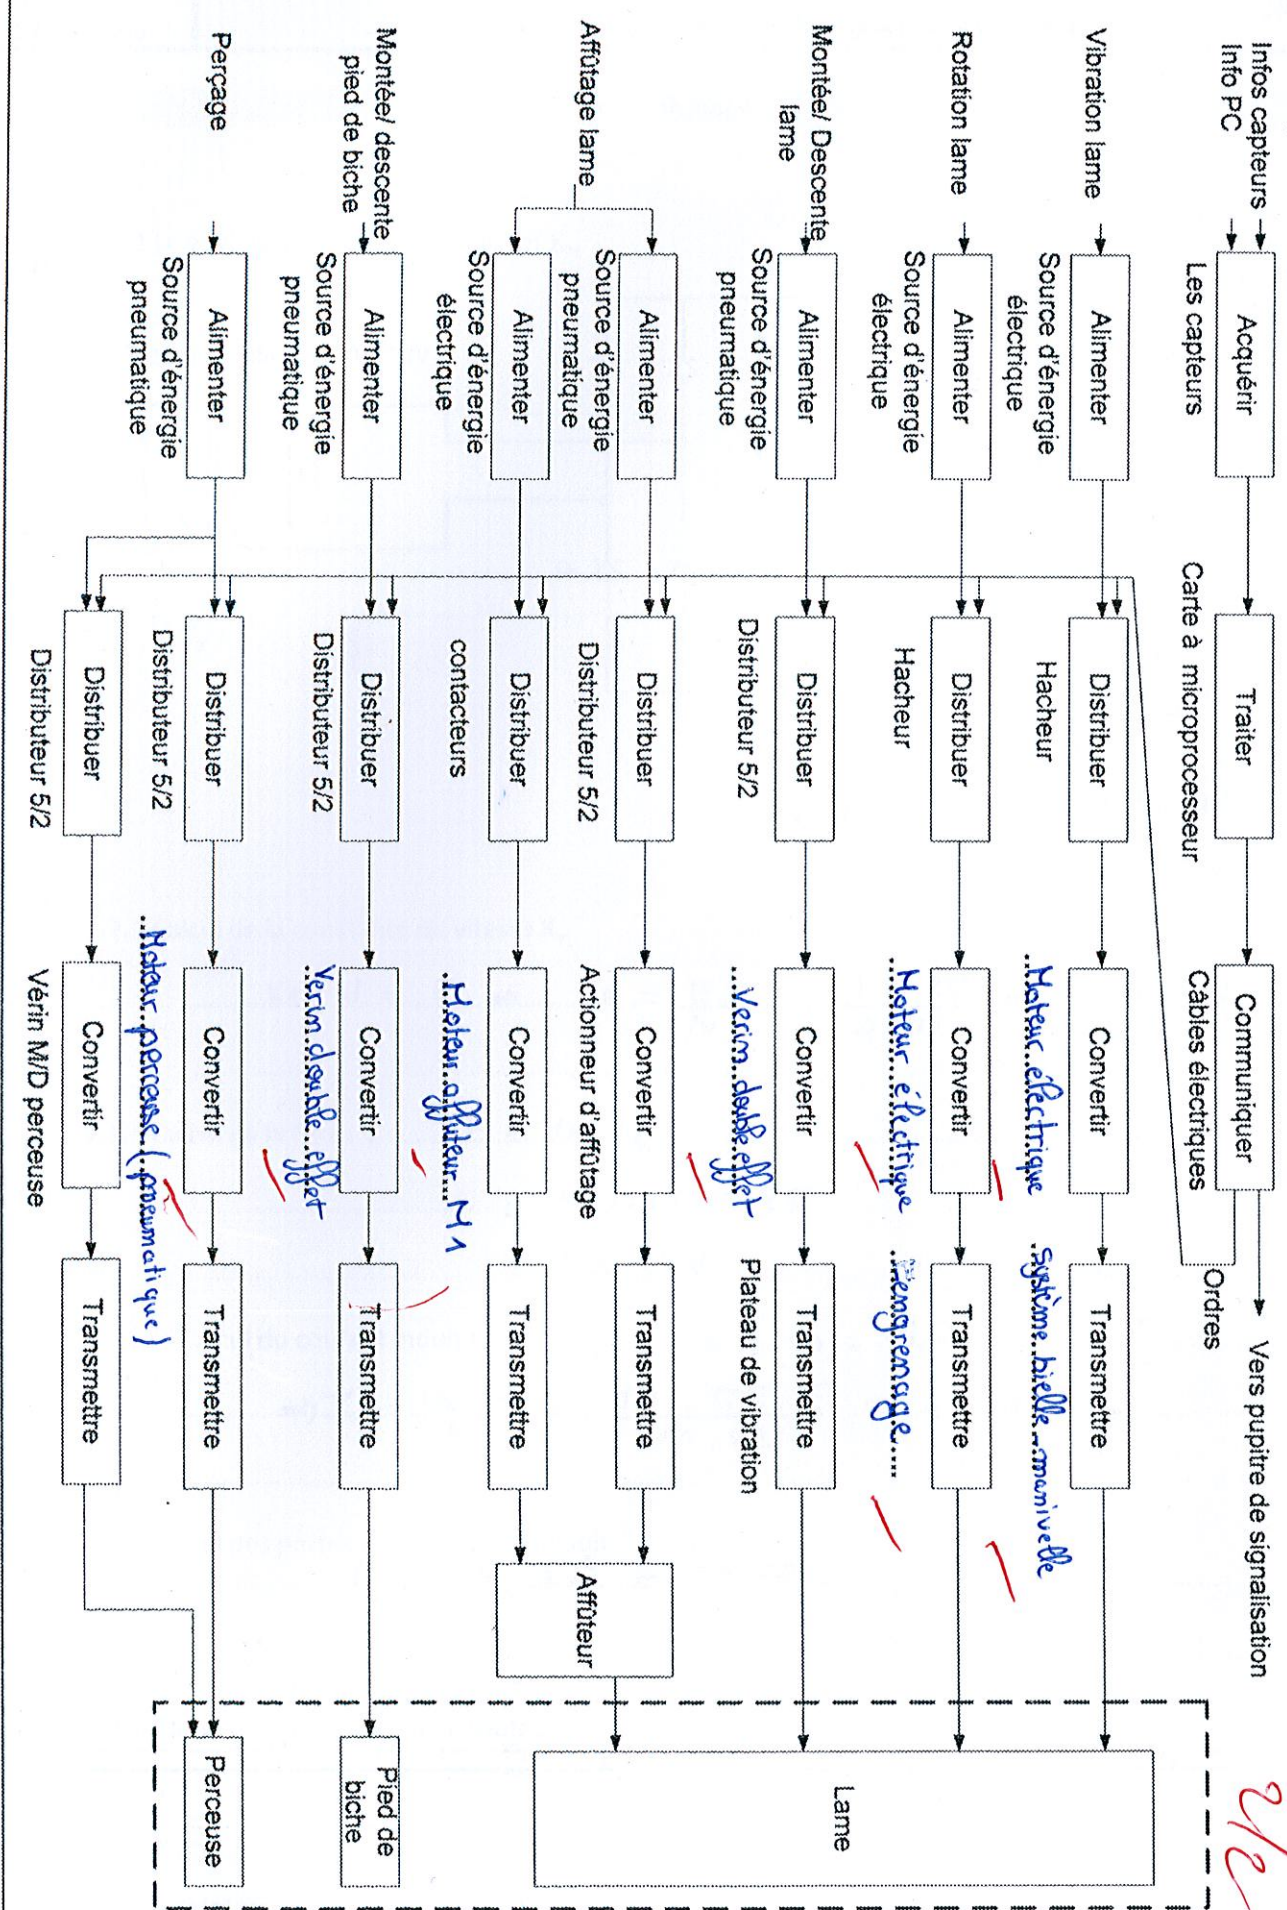 Infos capteurs
Info PC
Acquérir
Les capteurs
Traiter
Carte à microprocesseur
Communiquer
Câbles électriques
Vers pupitre de signalisation
Ordres
Vibration lame
Alimenter
Source d'énergie
électrique
Distribuer
Hacheur
Convertir
Moteur électrique
Transmettre
Système bielle-manivelle
Rotation lame
Alimenter
Source d'énergie
électrique
Distribuer
Hacheur
Convertir
Moteur électrique
Transmettre
engrenage
Montée/ Descente
lame
Alimenter
Source d'énergie
pneumatique
Distribuer
Distributeur 5/2
Convertir
Verin double effet
Transmettre
Plateau de vibration
Lame
Affûtage lame
Alimenter
Source d'énergie
pneumatique
Distribuer
Distributeur 5/2
Convertir
Actionneur d'affûtage
Transmettre
Alimenter
Source d'énergie
électrique
Distribuer
contacteurs
Convertir
Moteur affuteur M1
Transmettre
Affûteur
Montée/ descente
pied de biche
Alimenter
Source d'énergie
pneumatique
Distribuer
Distributeur 5/2
Convertir
Verin double effet
Transmettre
Pied de
biche
Perçage
Alimenter
Source d'énergie
pneumatique
Distribuer
Distributeur 5/2
Convertir
Moteur perceuse (pneumatique)
Transmettre
Perceuse
Distribuer
Distributeur 5/2
Convertir
Vérin M/D perceuse
Transmettre